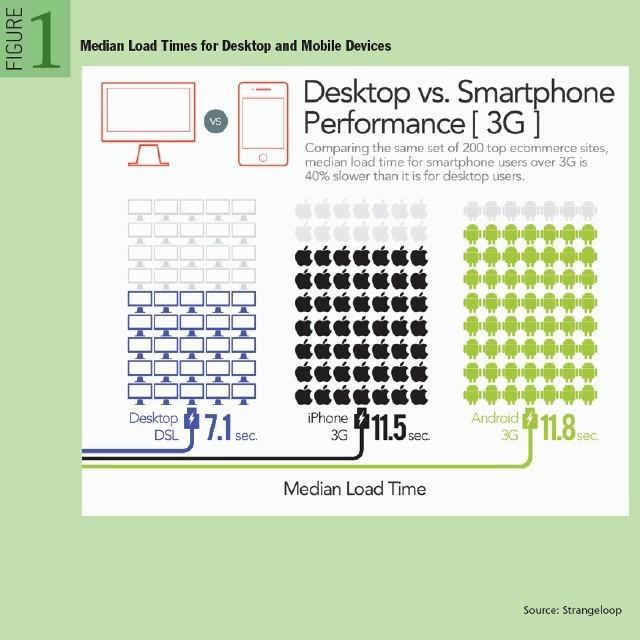 FIGURE 1
Median Load Times for Desktop and Mobile Devices
VS
Desktop vs. Smartphone
Performance [ 3G ]
Comparing the same set of 200 top ecommerce sites,
median load time for smartphone users over 3G is
40% slower than it is for desktop users.
Desktop
DSL
7.1 sec.
iPhone
3G
11.5 sec.
Android
3G
11.8 sec.
Median Load Time
Source: Strangeloop